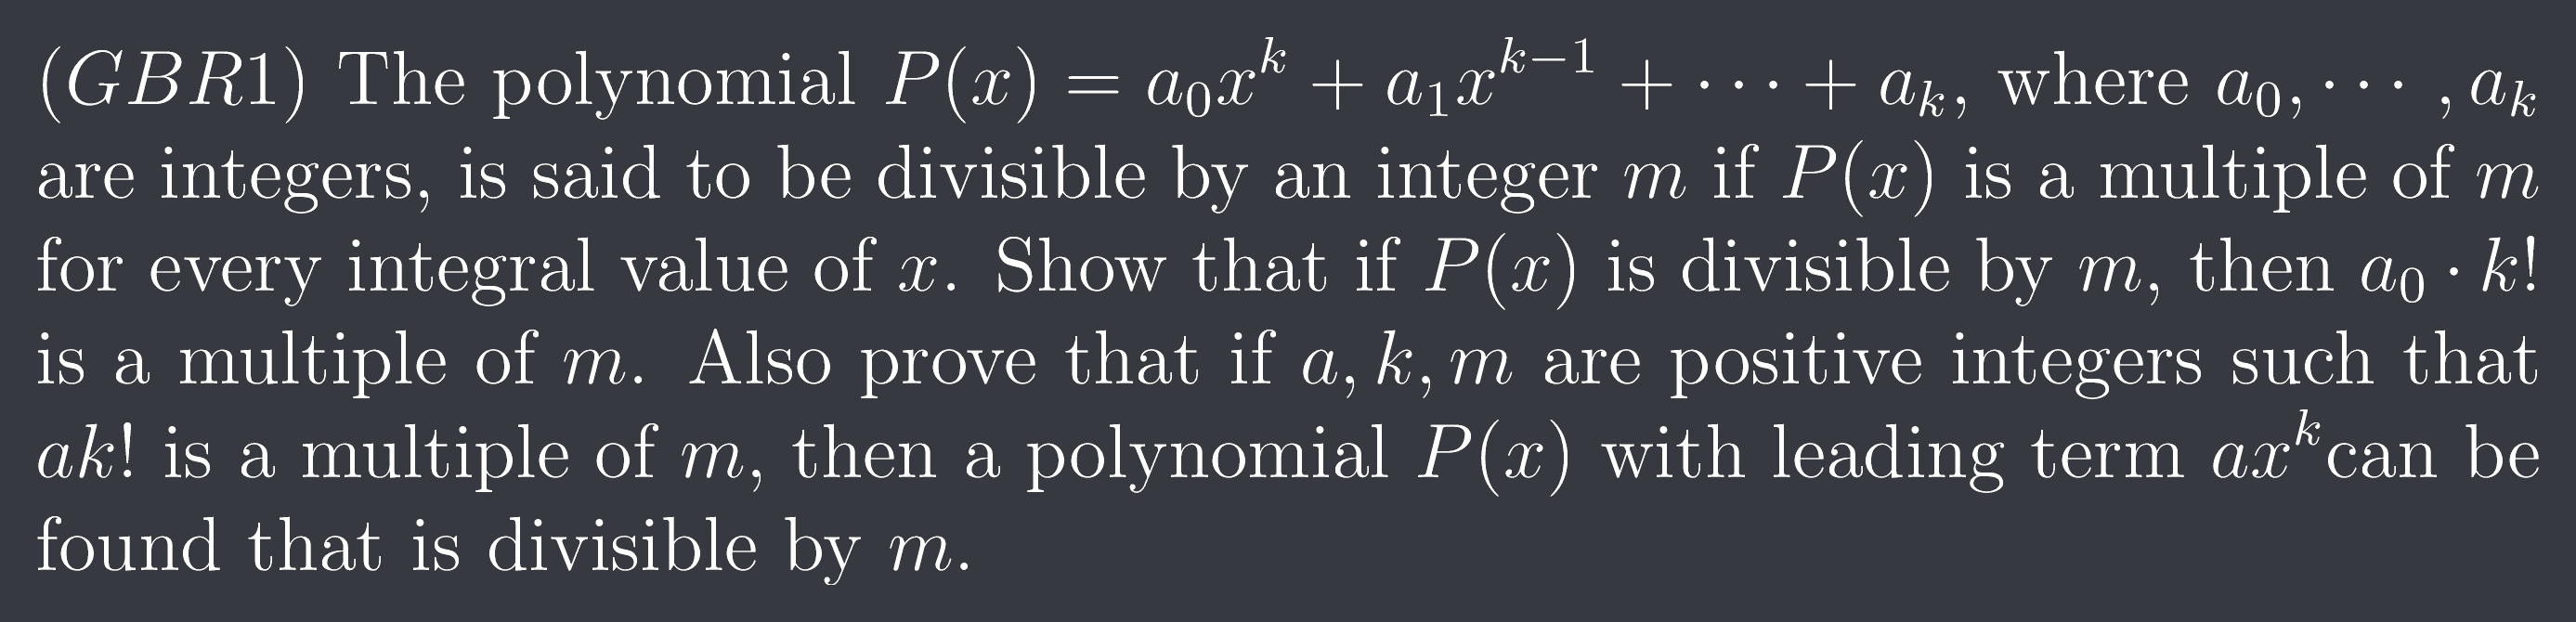 (GBR1) The polynomial $P(x) = a_0x^k + a_1x^{k-1} + \cdots + a_k$, where $a_0, \cdots, a_k$
are integers, is said to be divisible by an integer $m$ if $P(x)$ is a multiple of $m$
for every integral value of $x$. Show that if $P(x)$ is divisible by $m$, then $a_0 \cdot k!$
is a multiple of $m$. Also prove that if $a, k, m$ are positive integers such that
$ak!$ is a multiple of $m$, then a polynomial $P(x)$ with leading term $ax^k$can be
found that is divisible by $m$.